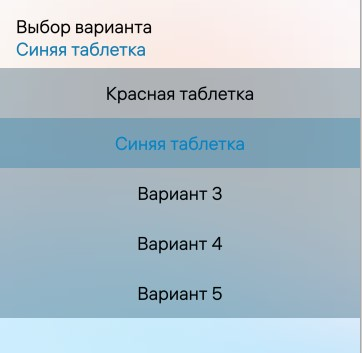 Выбор варианта
Синяя таблетка
Красная таблетка
Синяя таблетка
Вариант 3
Вариант 4
Вариант 5